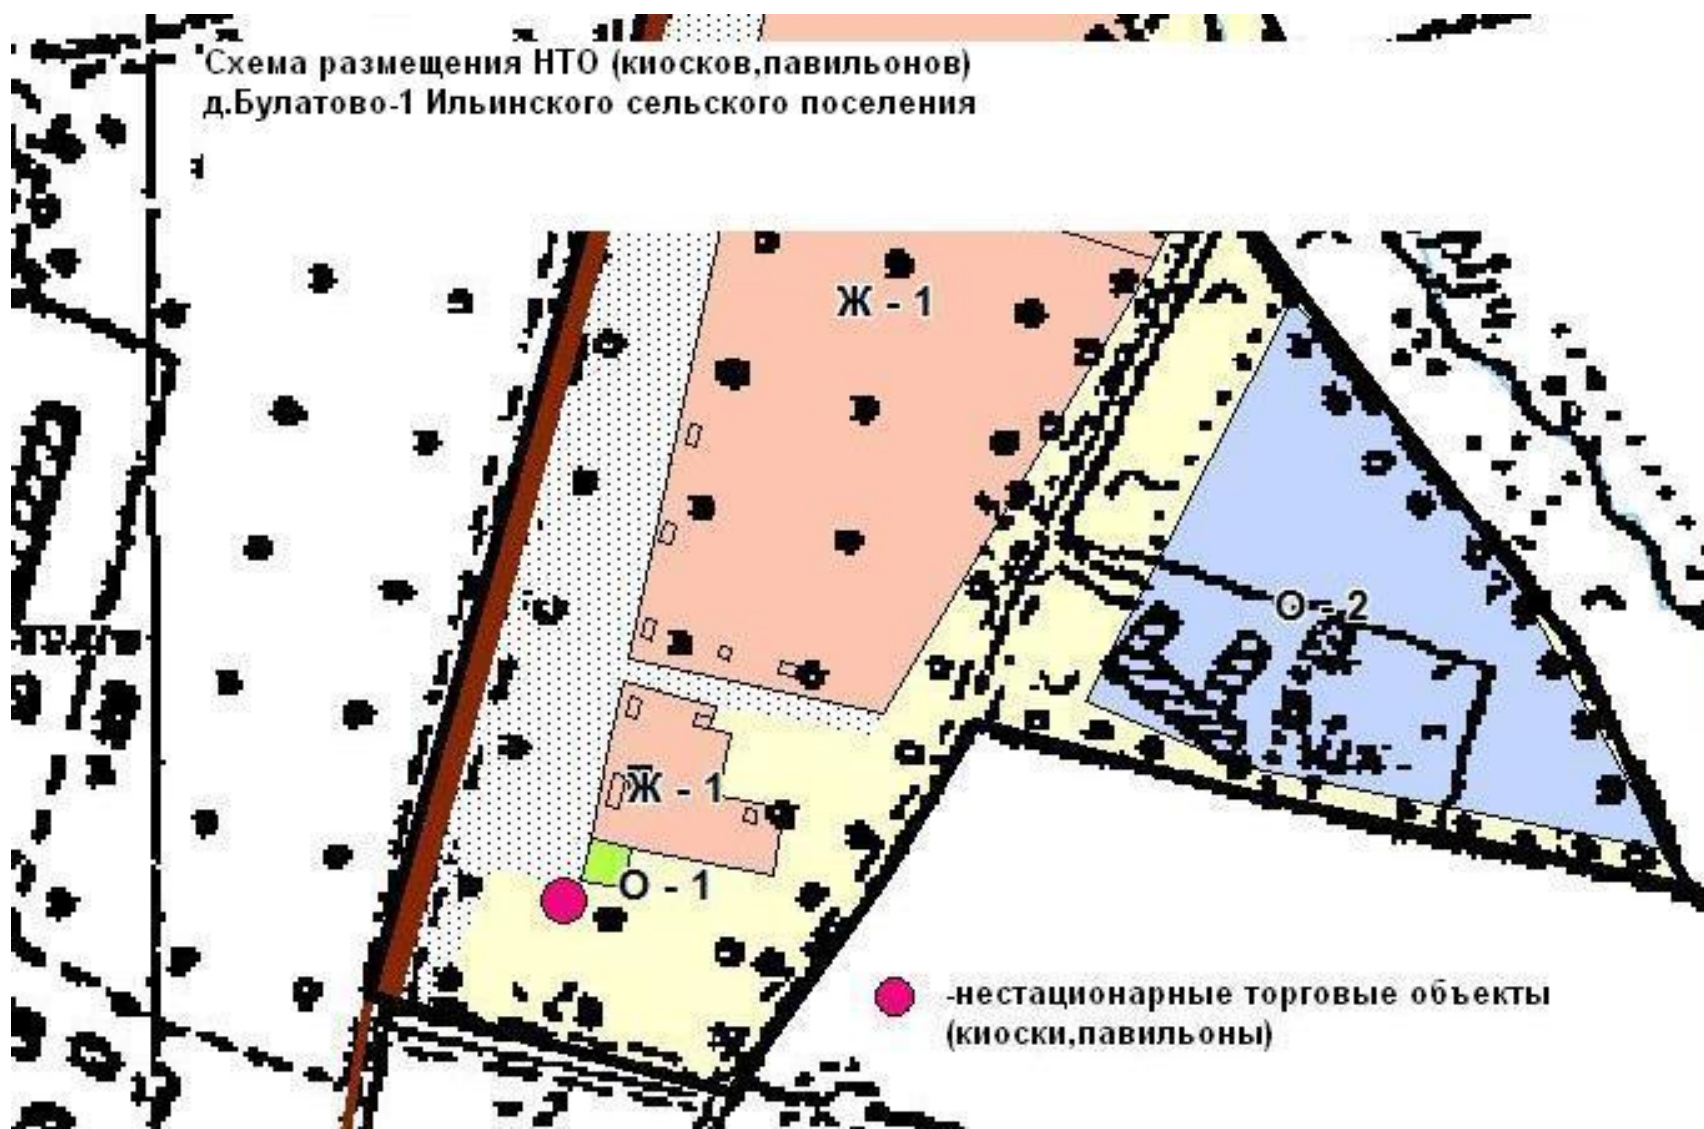 Схема размещения НТО (киосков,павильонов)
д.Булатово-1 Ильинского сельского поселения
Ж - 1
О - 2
Ж - 1
О - 1
-нестационарные торговые объекты
(киоски,павильоны)